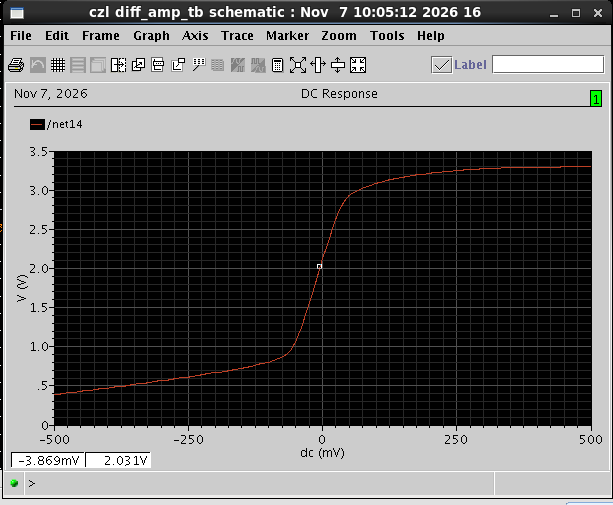 czl diff_amp_tb schematic : Nov  7 10:05:12 2026 16
File Edit Frame Graph Axis Trace Marker Zoom Tools Help
Label
Nov 7, 2026 DC Response 1
/net14
3.5
3.0
2.5
2.0
1.5
1.0
.5
0
V (V)
-500 -250 0 250 500
dc (mV)
-3.869mV 2.031V
>